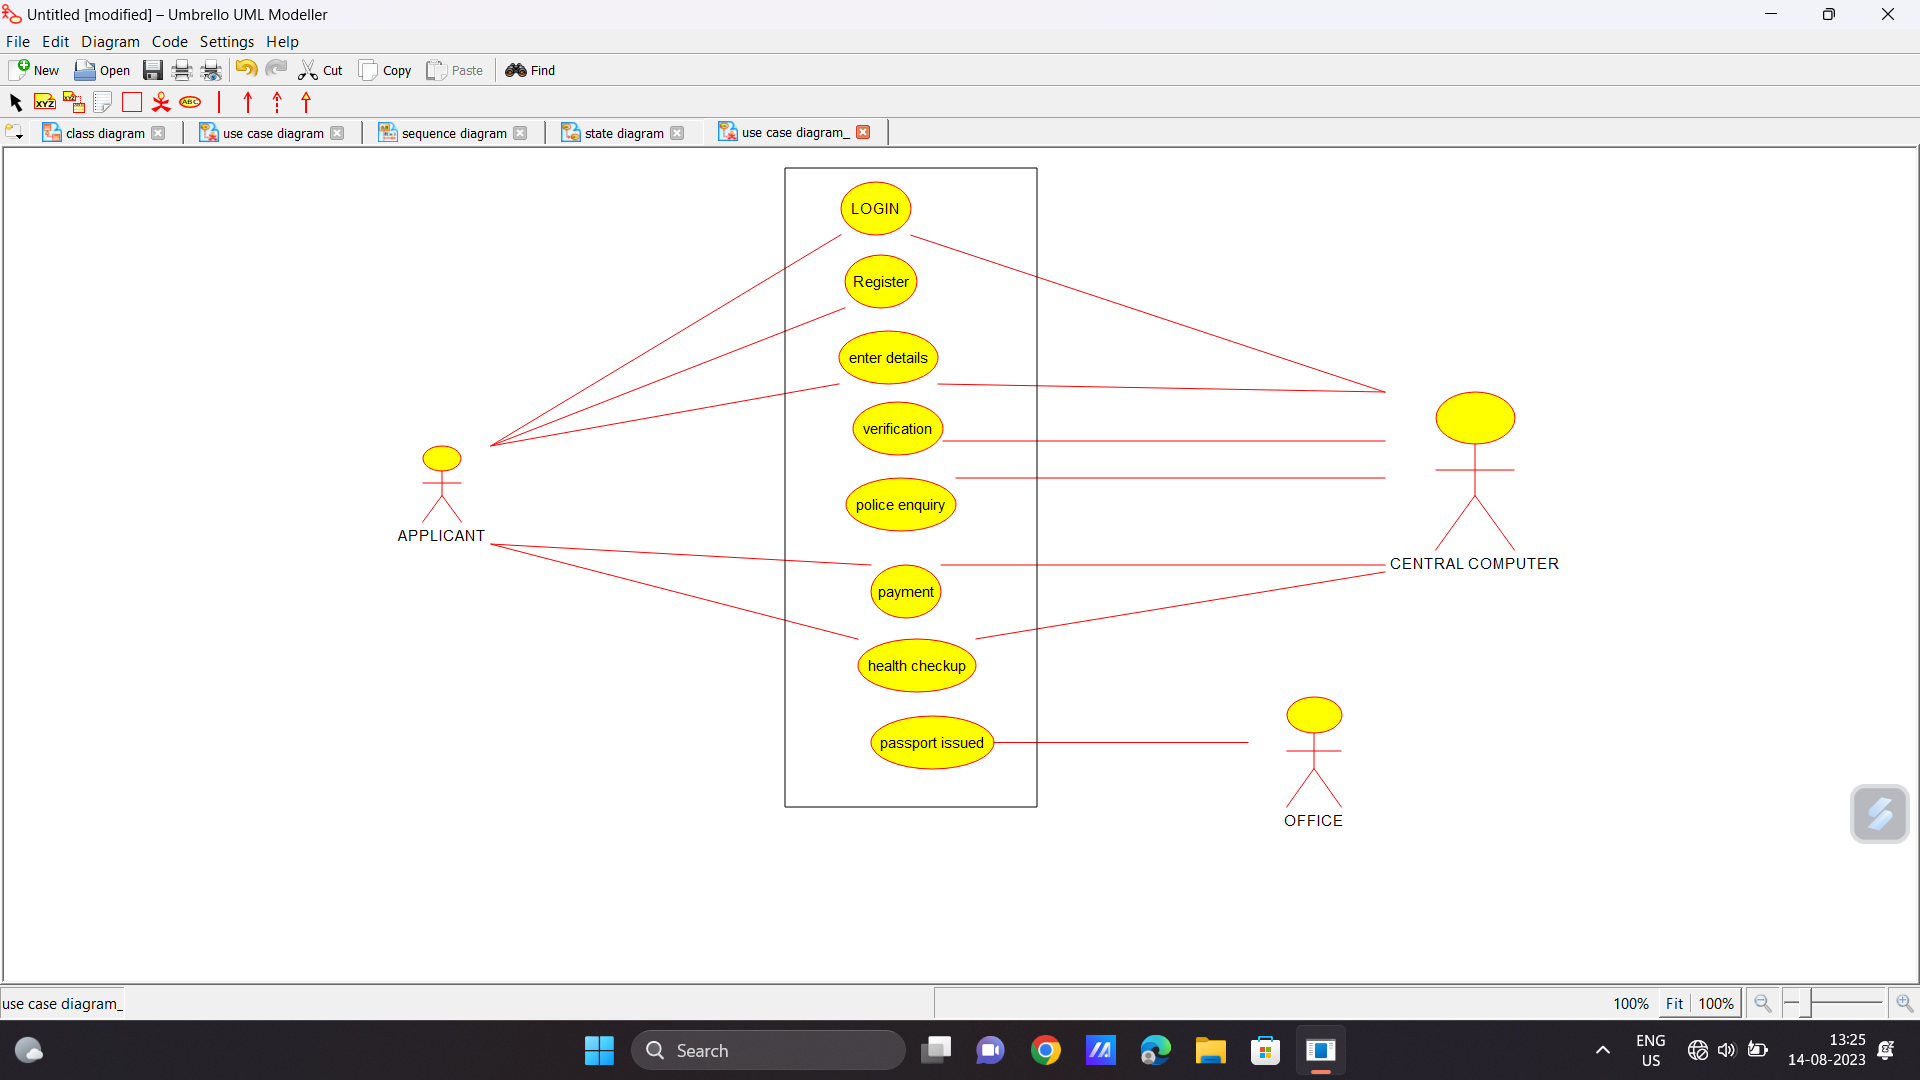 Untitled [modified] – Umbrello UML Modeller
File Edit Diagram Code Settings Help
New Open Cut Copy Paste Find
XYZ XYZ ABC
class diagram use case diagram sequence diagram state diagram use case diagram_
LOGIN
Register
enter details
verification
police enquiry
APPLICANT
CENTRAL COMPUTER
payment
health checkup
passport issued
OFFICE
use case diagram_ 100% Fit 100%
Search
ENG
US
13:25
14-08-2023